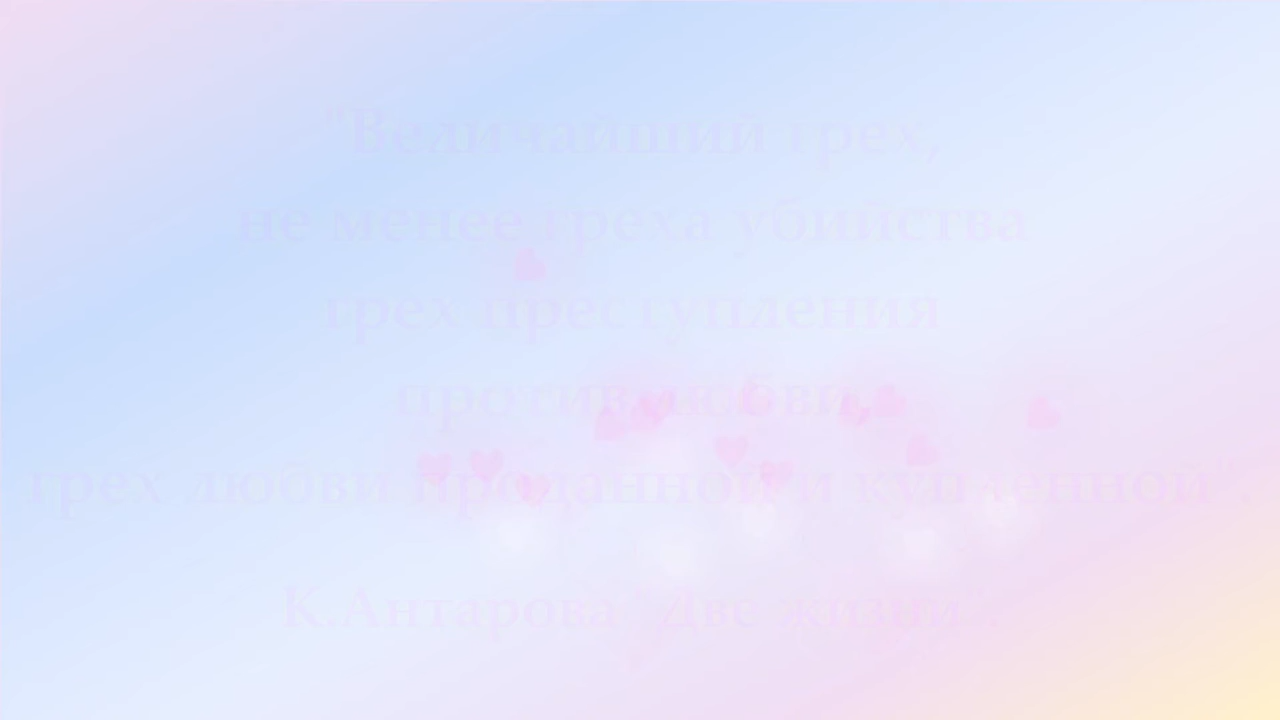 "Величайший грех,
не менее греха убийства
грех преступления
против любви,
грех любви проданной и купленной".
К.Антарова "Две жизни".